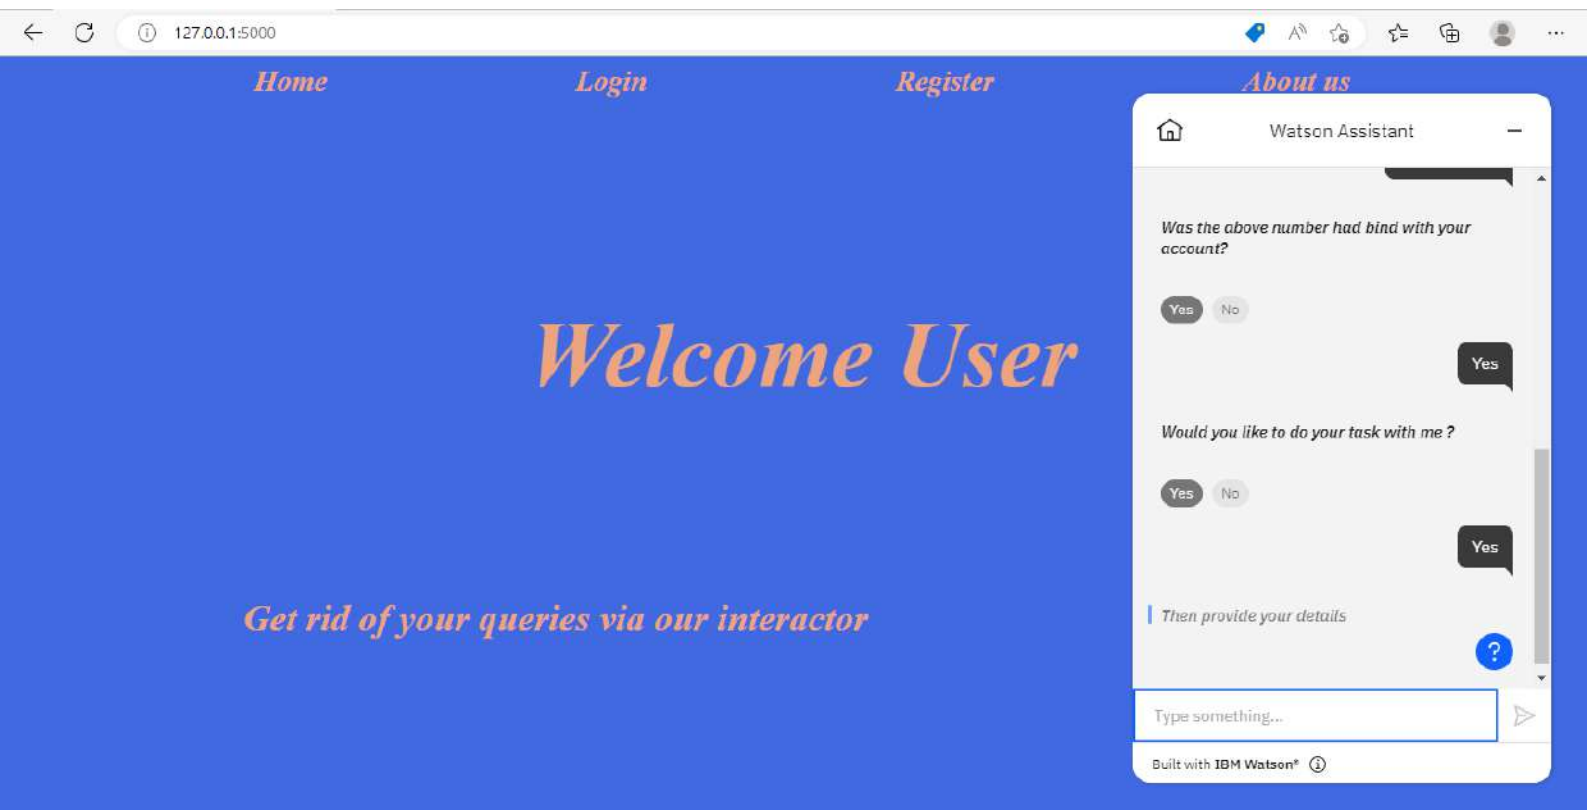 127.0.0.1:5000
Home Login Register About us
Watson Assistant
Was the above number had bind with your
account?
Yes No
Yes
Welcome User
Would you like to do your task with me ?
Yes No
Yes
Get rid of your queries via our interactor
Then provide your details
?
Type something...
Built with IBM Watson®